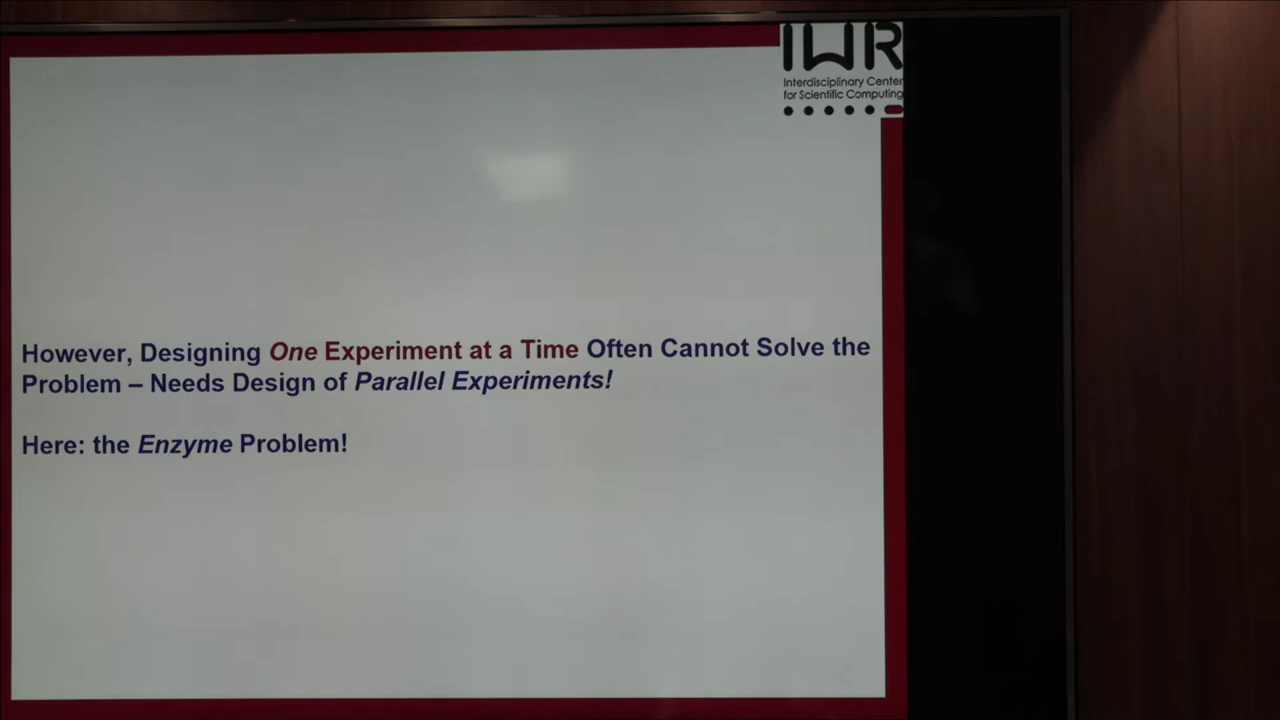 IWR
Interdisciplinary Center
for Scientific Computing
However, Designing One Experiment at a Time Often Cannot Solve the
Problem – Needs Design of Parallel Experiments!
Here: the Enzyme Problem!